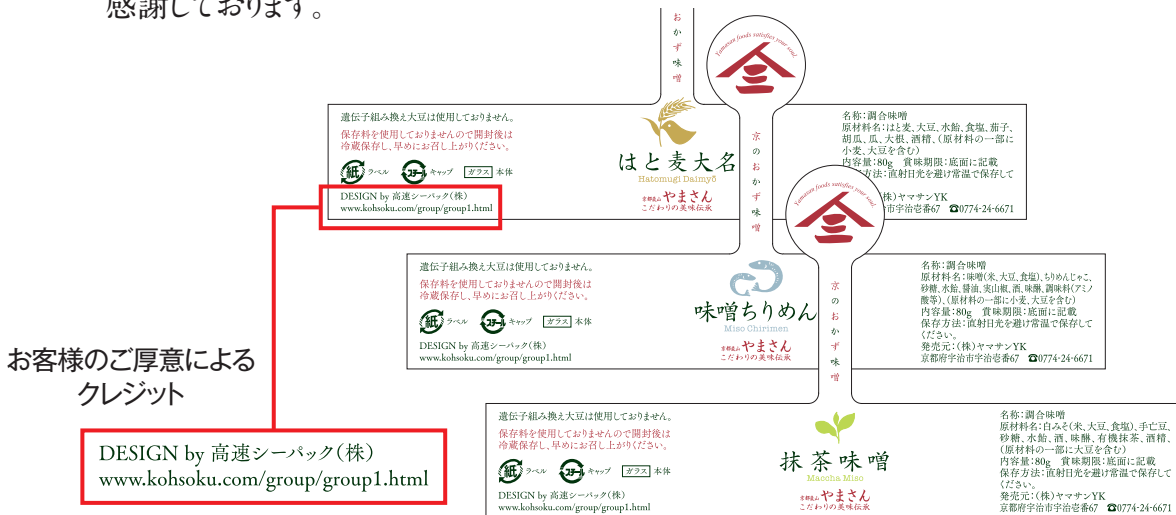 感謝しております。
おかず味噌
Yamasan foods satisfies your soul
遺伝子組み換え大豆は使用しておりません。
保存料を使用しておりませんので開封後は
冷蔵保存し、早めにお召し上がりください。
紙 ラベル スチール キャップ ガラス 本体
DESIGN by 高速シーパック(株)
www.kohsoku.com/group/group1.html
はと麦大名
Hatomugi Daimyō
京都嵐山 やまさん
こだわりの美味伝承
京のおかず味噌
名称:調合味噌
原材料名:はと麦、大豆、水飴、食塩、茄子、
胡瓜、瓜、大根、酒精、(原材料の一部に
小麦、大豆を含む)
内容量:80g 賞味期限:底面に記載
方法:直射日光を避け常温で保存して
株)ヤマサンYK
市宇治壱番67 ☎0774-24-6671
Yamasan foods satisfies your soul
遺伝子組み換え大豆は使用しておりません。
保存料を使用しておりませんので開封後は
冷蔵保存し、早めにお召し上がりください。
紙 ラベル スチール キャップ ガラス 本体
DESIGN by 高速シーパック(株)
www.kohsoku.com/group/group1.html
味噌ちりめん
Miso Chirimen
京都嵐山 やまさん
こだわりの美味伝承
京のおかず味噌
名称:調合味噌
原材料名:味噌(米、大豆、食塩)、ちりめんじゃこ、
砂糖、水飴、醤油、実山椒、酒、味醂、調味料(アミノ
酸等)、(原材料の一部に小麦、大豆を含む)
内容量:80g 賞味期限:底面に記載
保存方法:直射日光を避け常温で保存して
ください。
発売元:(株)ヤマサンYK
京都府宇治市宇治壱番67 ☎0774-24-6671
お客様のご厚意による
クレジット
DESIGN by 高速シーパック(株)
www.kohsoku.com/group/group1.html
遺伝子組み換え大豆は使用しておりません。
保存料を使用しておりませんので開封後は
冷蔵保存し、早めにお召し上がりください。
紙 ラベル スチール キャップ ガラス 本体
DESIGN by 高速シーパック(株)
www.kohsoku.com/group/group1.html
抹茶味噌
Maccha Miso
京都嵐山 やまさん
こだわりの美味伝承
名称:調合味噌
原材料名:白みそ(米、大豆、食塩)、手亡豆、
砂糖、水飴、酒、味醂、有機抹茶、酒精、
(原材料の一部に大豆を含む)
内容量:80g 賞味期限:底面に記載
保存方法:直射日光を避け常温で保存して
ください。
発売元:(株)ヤマサンYK
京都府宇治市宇治壱番67 ☎0774-24-6671